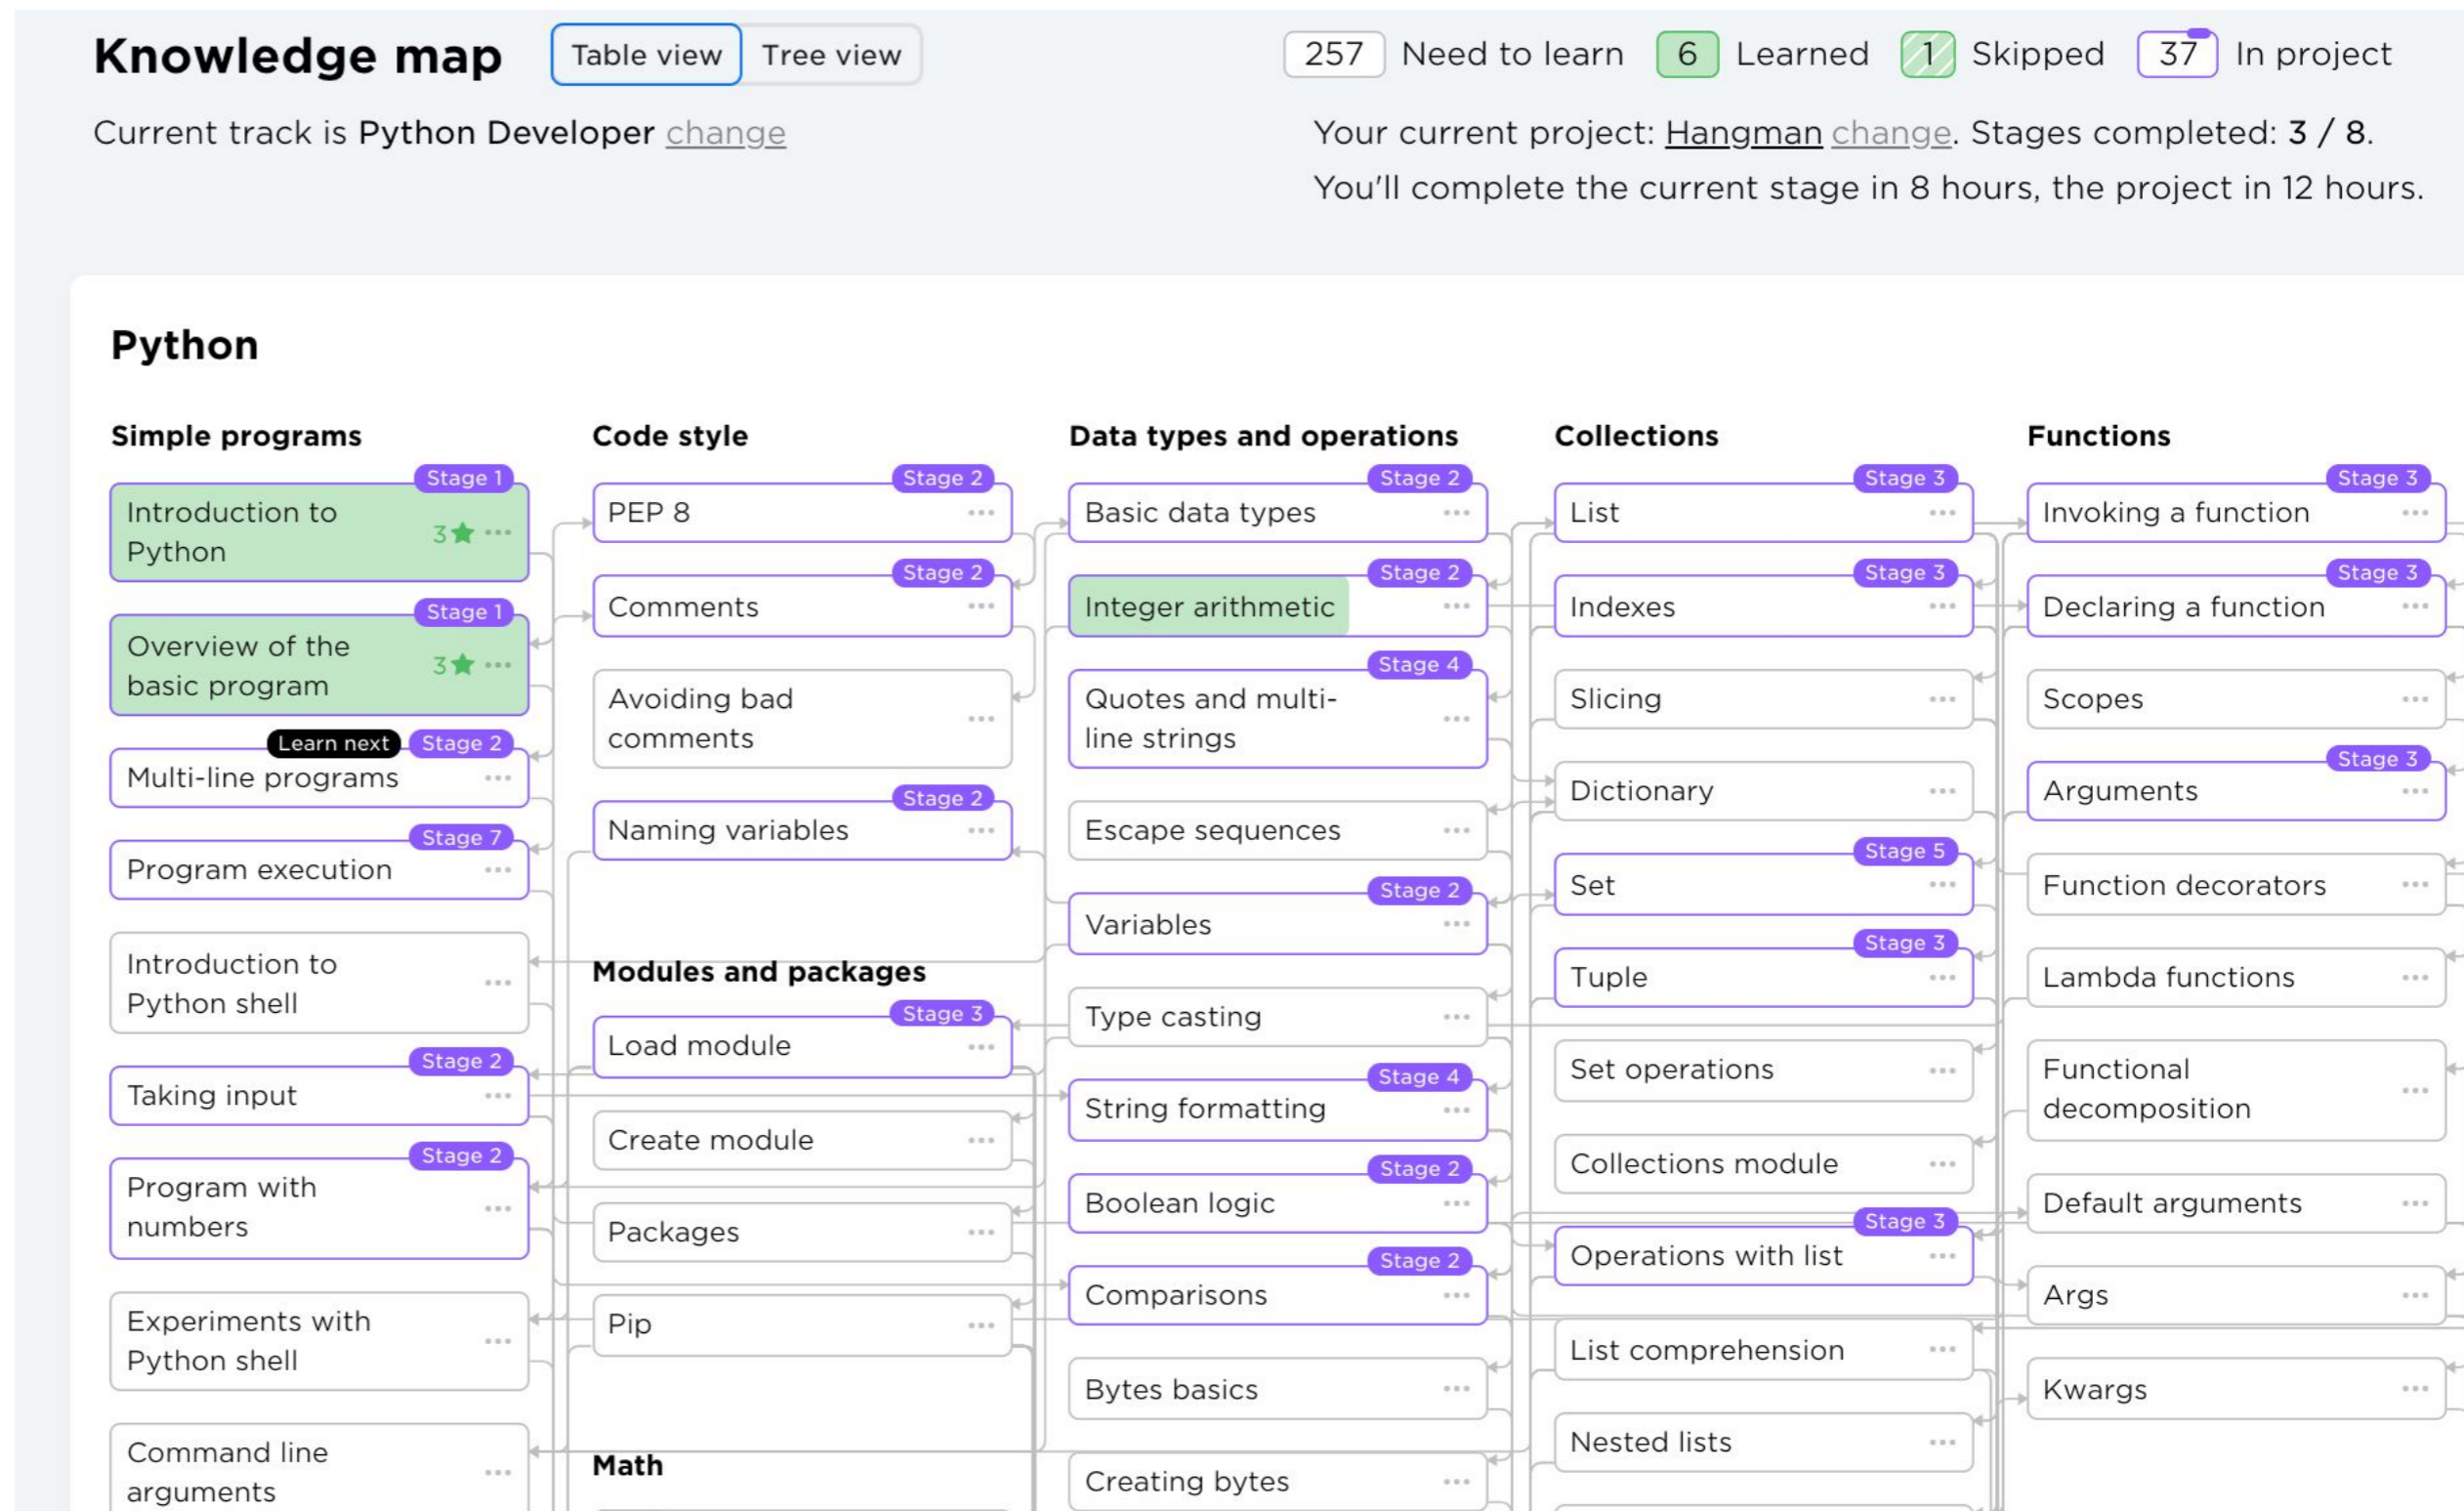 Knowledge map
Table view
Tree view
257 Need to learn
6 Learned
1 Skipped
37 In project
Current track is Python Developer change
Your current project: Hangman change. Stages completed: 3 / 8.
You'll complete the current stage in 8 hours, the project in 12 hours.
Python
Simple programs
Stage 1
Introduction to
Python
3
Stage 1
Overview of the
basic program
3
Learn next
Stage 2
Multi-line programs
Stage 7
Program execution
Introduction to
Python shell
Stage 2
Taking input
Stage 2
Program with
numbers
Experiments with
Python shell
Command line
arguments
Code style
Stage 2
PEP 8
Stage 2
Comments
Avoiding bad
comments
Stage 2
Naming variables
Modules and packages
Stage 3
Load module
Create module
Packages
Pip
Math
Data types and operations
Stage 2
Basic data types
Stage 2
Integer arithmetic
Stage 4
Quotes and multi-
line strings
Escape sequences
Stage 2
Variables
Type casting
Stage 4
String formatting
Stage 2
Boolean logic
Stage 2
Comparisons
Bytes basics
Creating bytes
Collections
Stage 3
List
Stage 3
Indexes
Slicing
Dictionary
Stage 5
Set
Stage 3
Tuple
Set operations
Collections module
Stage 3
Operations with list
List comprehension
Nested lists
Functions
Stage 3
Invoking a function
Stage 3
Declaring a function
Scopes
Stage 3
Arguments
Function decorators
Lambda functions
Functional
decomposition
Default arguments
Args
Kwargs